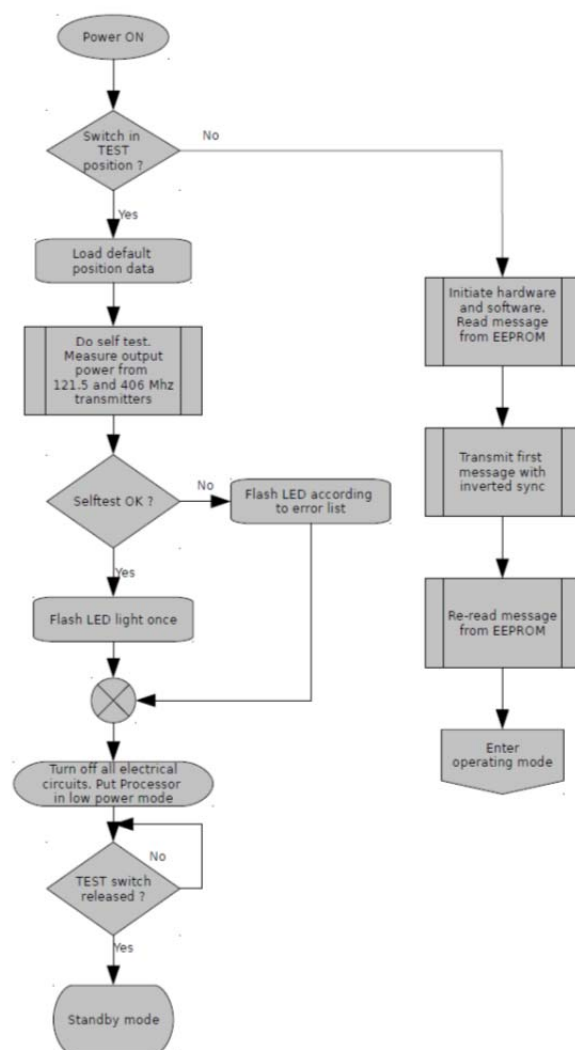 Power ON
Switch in
TEST
position ?
No
Yes
Load default
position data
Initiate hardware
and software.
Read message
from EEPROM
Do self test.
Measure output
power from
121.5 and 406 Mhz
transmitters
Transmit first
message with
inverted sync
Selftest OK ?
No
Flash LED according
to error list
Yes
Flash LED light once
Re-read message
from EEPROM
Enter
operating mode
Turn off all electrical
circuits. Put Processor
in low power mode
No
TEST switch
released ?
Yes
Standby mode